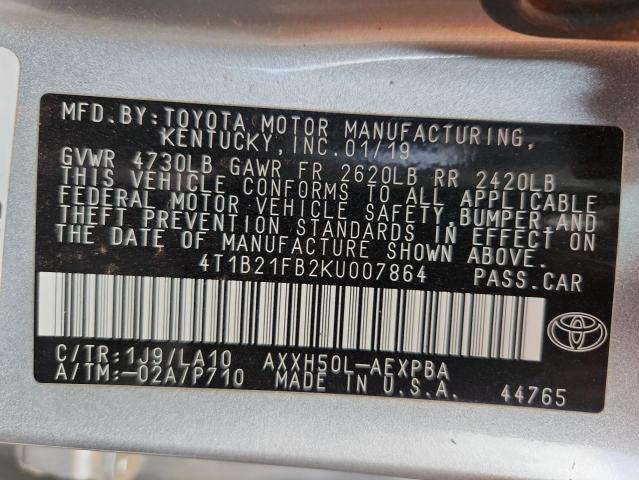 MFD.BY:TOYOTA MOTOR MANUFACTURING,
KENTUCKY, INC.01/19
GVWR 4730LB GAWR FR 2620LB RR 2420LB
THIS VEHICLE CONFORMS TO ALL APPLICABLE
FEDERAL MOTOR VEHICLE SAFETY,BUMPER,AND
THEFT PREVENTION STANDARDS IN EFFECT ON
THE DATE OF MANUFACTURE SHOWN ABOVE.
4T1B21FB2KU007864 PASS.CAR
C/TR:1J9/LA10 AXXH50L-AEXPBA
A/TM:-02A7P710 MADE IN U.S.A. 44765